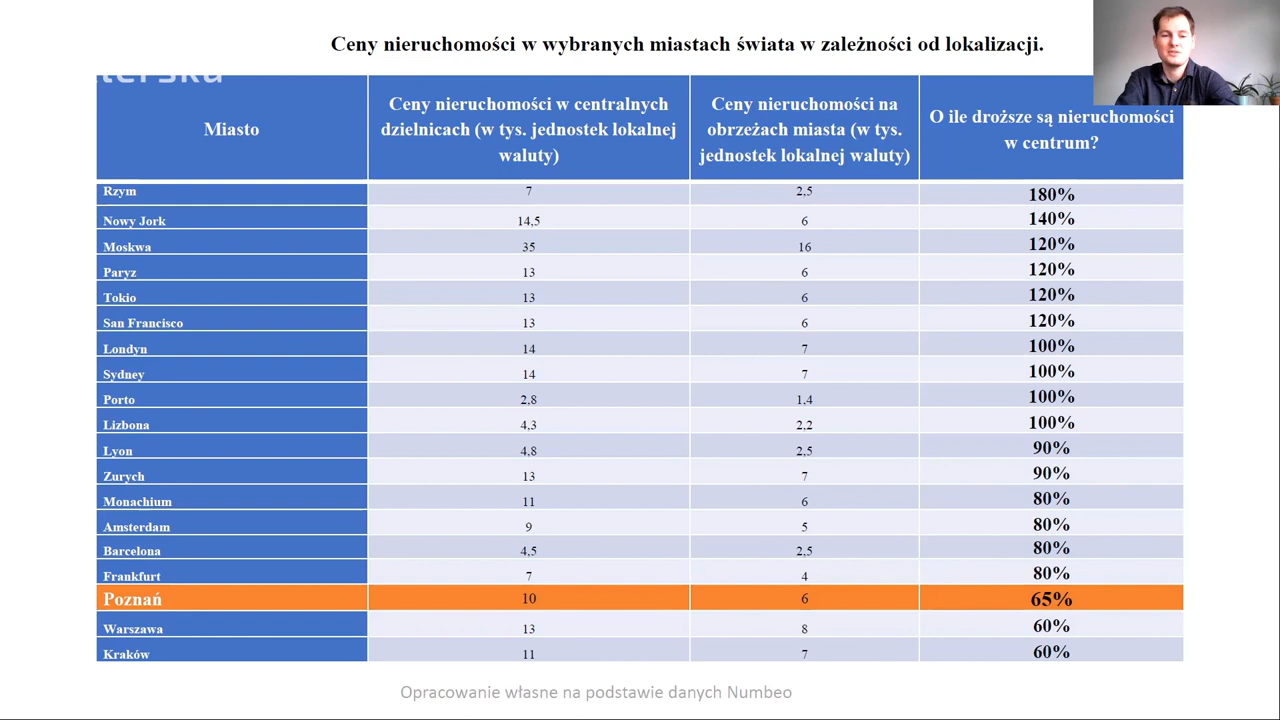 Ceny nieruchomości w wybranych miastach świata w zależności od lokalizacji.
Miasto
Ceny nieruchomości w centralnych
dzielnicach (w tys. jednostek lokalnej
waluty)
Ceny nieruchomości na
obrzeżach miasta (w tys.
jednostek lokalnej waluty)
O ile droższe są nieruchomości
w centrum?
Rzym 7 2,5 180%
Nowy Jork 14,5 6 140%
Moskwa 35 16 120%
Paryz 13 6 120%
Tokio 13 6 120%
San Francisco 13 6 120%
Londyn 14 7 100%
Sydney 14 7 100%
Porto 2,8 1,4 100%
Lizbona 4,3 2,2 100%
Lyon 4,8 2,5 90%
Zurych 13 7 90%
Monachium 11 6 80%
Amsterdam 9 5 80%
Barcelona 4,5 2,5 80%
Frankfurt 7 4 80%
Poznań 10 6 65%
Warszawa 13 8 60%
Kraków 11 7 60%
Opracowanie własne na podstawie danych Numbeo